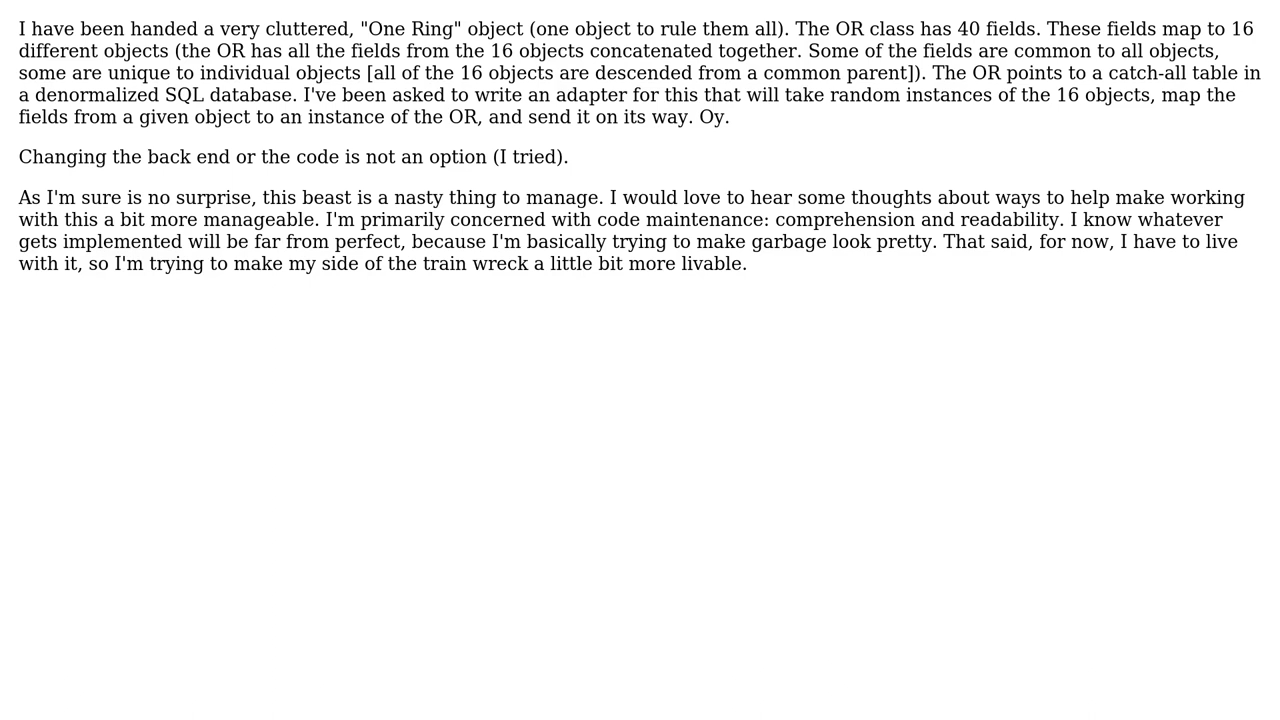 I have been handed a very cluttered, "One Ring" object (one object to rule them all). The OR class has 40 fields. These fields map to 16
different objects (the OR has all the fields from the 16 objects concatenated together. Some of the fields are common to all objects,
some are unique to individual objects [all of the 16 objects are descended from a common parent]). The OR points to a catch-all table in
a denormalized SQL database. I've been asked to write an adapter for this that will take random instances of the 16 objects, map the
fields from a given object to an instance of the OR, and send it on its way. Oy.
Changing the back end or the code is not an option (I tried).
As I'm sure is no surprise, this beast is a nasty thing to manage. I would love to hear some thoughts about ways to help make working
with this a bit more manageable. I'm primarily concerned with code maintenance: comprehension and readability. I know whatever
gets implemented will be far from perfect, because I'm basically trying to make garbage look pretty. That said, for now, I have to live
with it, so I'm trying to make my side of the train wreck a little bit more livable.